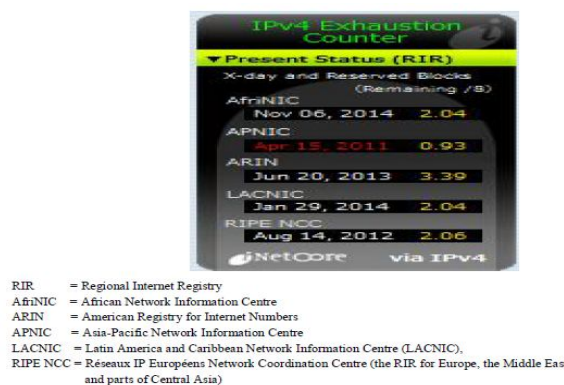 IPv4 Exhaustion
Counter
▼Present Status (RIR)
X-day and Reserved Blocks
(Remaining /8)
AfriNIC
Nov 06, 2014 2.04
APNIC
Apr 15, 2011 0.93
ARIN
Jun 20, 2013 3.39
LACNIC
Jan 29, 2014 2.04
RIPE NCC
Aug 14, 2012 2.06
iNetCore via IPv4
RIR = Regional Internet Registry
AfriNIC = African Network Information Centre
ARIN = American Registry for Internet Numbers
APNIC = Asia-Pacific Network Information Centre
LACNIC = Latin America and Caribbean Network Information Centre (LACNIC),
RIPE NCC = Réseaux IP Européens Network Coordination Centre (the RIR for Europe, the Middle Eas
and parts of Central Asia)